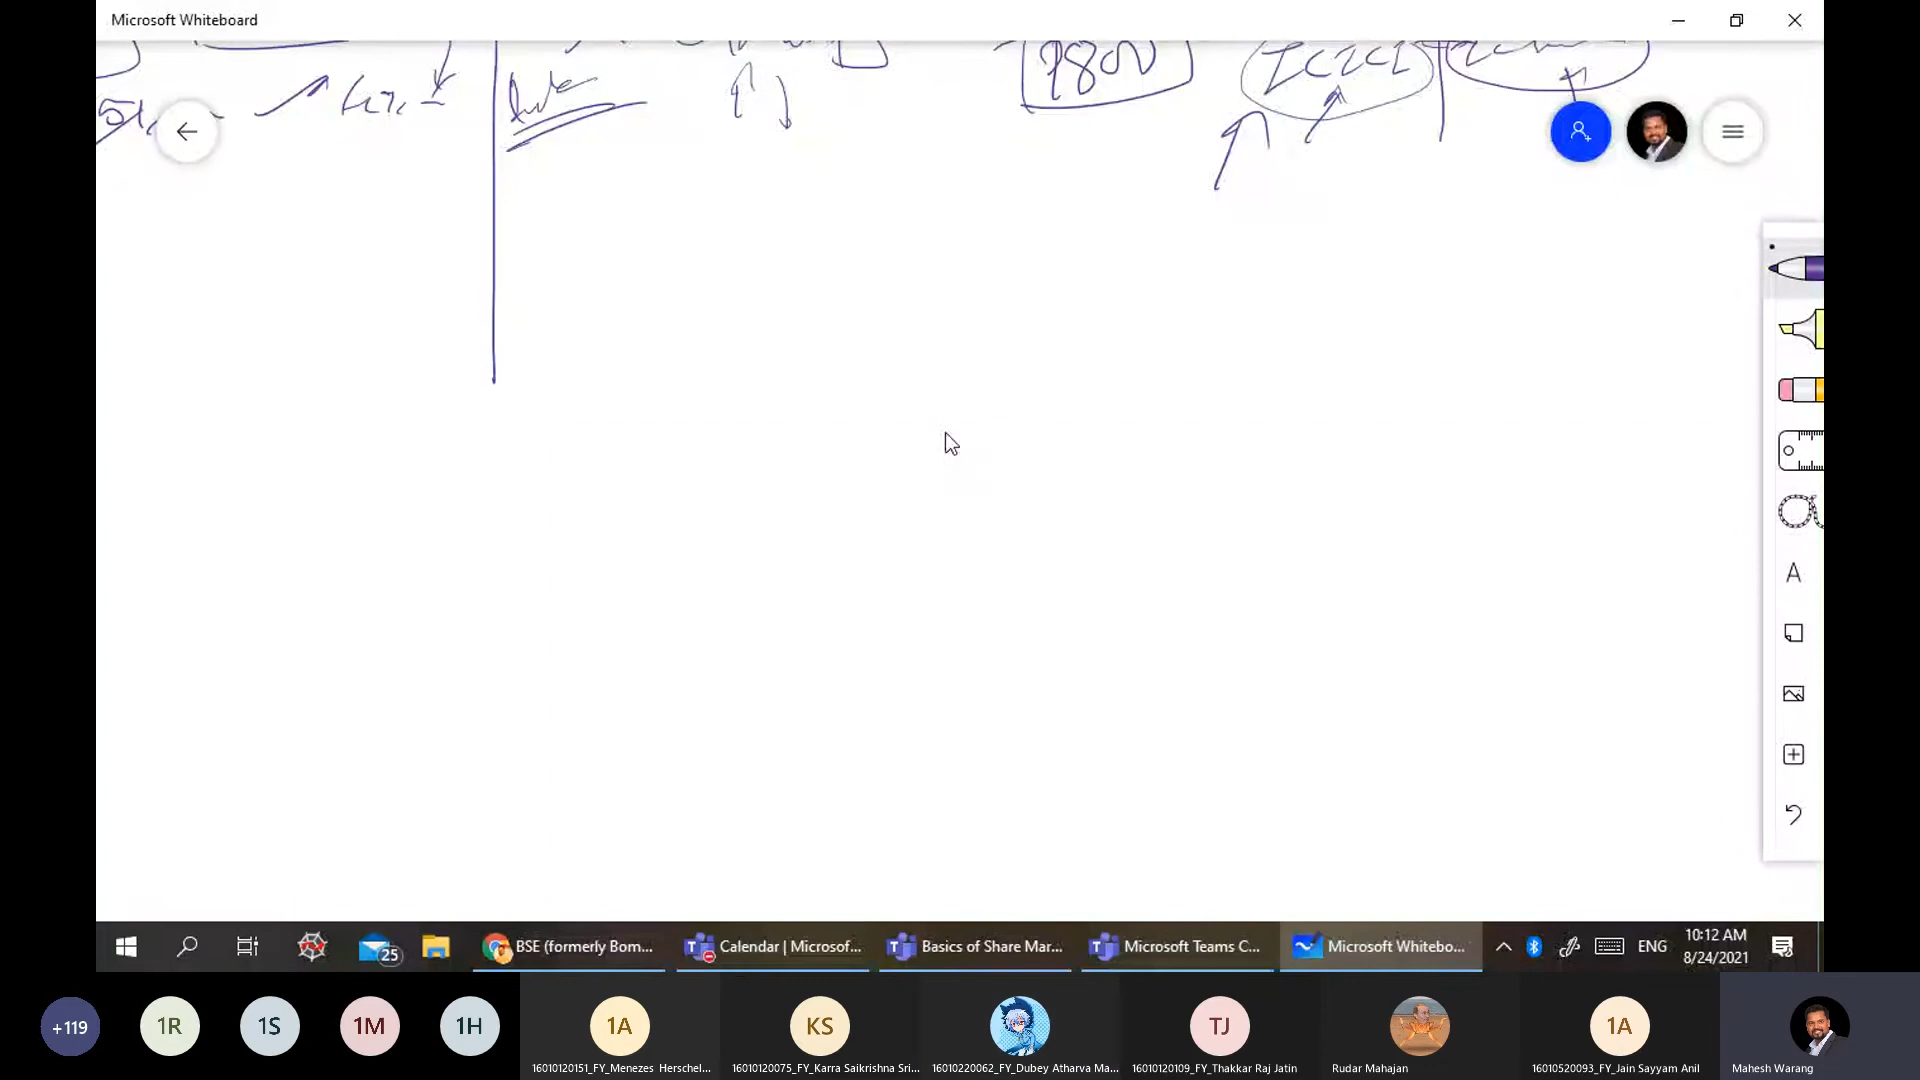 Microsoft Whiteboard
ICICI
A
BSE (formerly Bom...
Calendar | Microsof...
Basics of Share Mar...
Microsoft Teams C...
Microsoft Whitebo...
25
ENG
10:12 AM
8/24/2021
+119
1R
1S
1M
1H
1A
KS
TJ
1A
16010120151_FY_Menezes Herschel...
16010120075_FY_Karra Saikrishna Sri...
16010220062_FY_Dubey Atharva Ma...
16010120109_FY_Thakkar Raj Jatin
Rudar Mahajan
16010520093_FY_Jain Sayyam Anil
Mahesh Warang